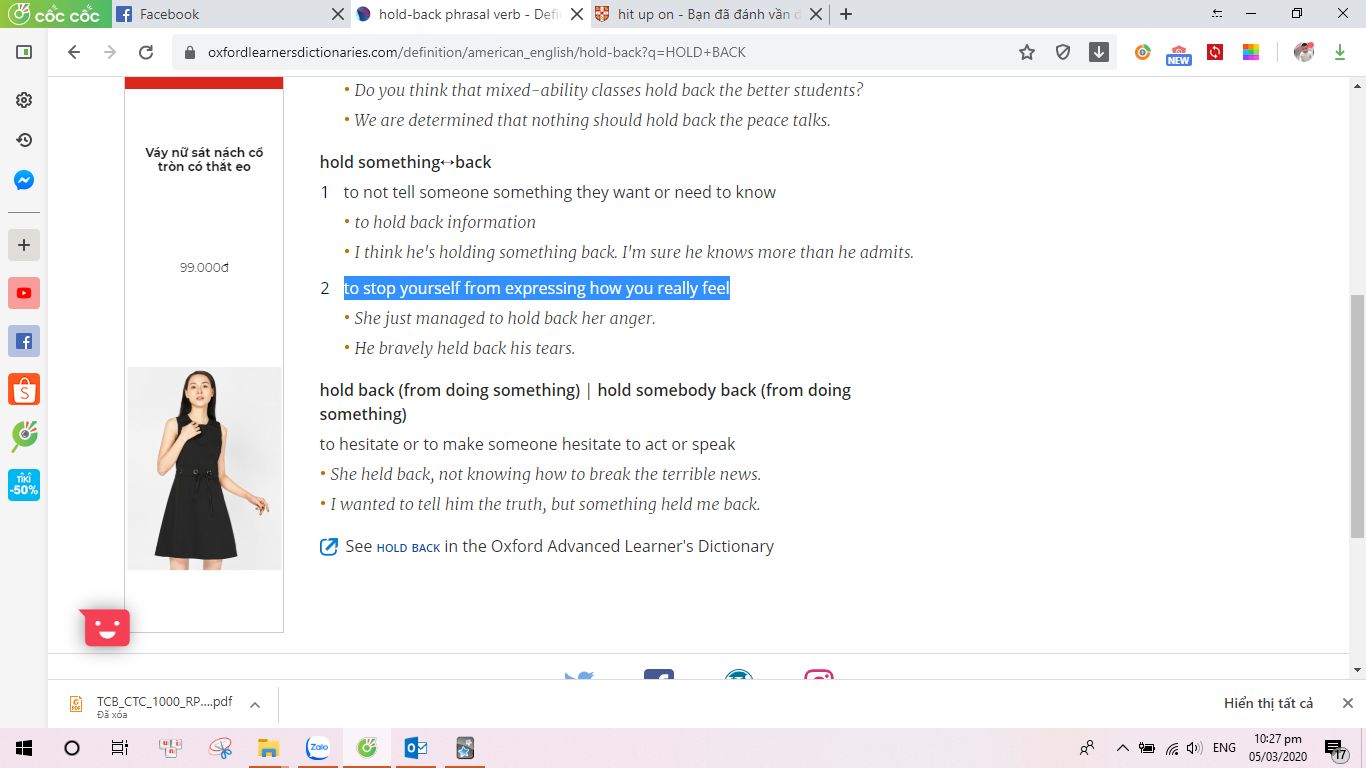 cốc cốc
Facebook
hold-back phrasal verb - Defi
hit up on - Bạn đã đánh vần đ
oxfordlearnersdictionaries.com/definition/american_english/hold-back?q=HOLD+BACK
NEW
• Do you think that mixed-ability classes hold back the better students?
• We are determined that nothing should hold back the peace talks.
hold something↔back
1 to not tell someone something they want or need to know
• to hold back information
• I think he's holding something back. I'm sure he knows more than he admits.
2 to stop yourself from expressing how you really feel
• She just managed to hold back her anger.
• He bravely held back his tears.
hold back (from doing something) | hold somebody back (from doing
something)
to hesitate or to make someone hesitate to act or speak
• She held back, not knowing how to break the terrible news.
• I wanted to tell him the truth, but something held me back.
See HOLD BACK in the Oxford Advanced Learner's Dictionary
Váy nữ sát nách cổ
tròn có thắt eo
99.000đ
TIKI
-50%
TCB_CTC_1000_RP....pdf
Đã xóa
Hiển thị tất cả
Zalo
ENG
10:27 pm
05/03/2020
17